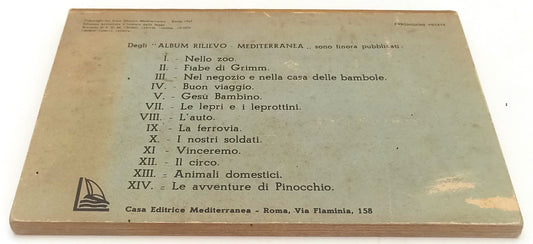 Degli "ALBUM RILIEVO - MEDITERRANEA „ sono finora pubblicati:
I. - Nello zoo.
II. - Fiabe di Grimm.
III. - Nel negozio e nella casa delle bambole.
IV. - Buon viaggio.
V. - Gesù Bambino.
VII. - Le lepri e i leprottini.
VIII. - L'auto.
IX. - La ferrovia.
X. - I nostri soldati.
XI - Vinceremo.
XII. - Il circo.
XIII. - Animali domestici.
XIV. - Le avventure di Pinocchio.
Casa Editrice Mediterranea - Roma, Via Flaminia, 158